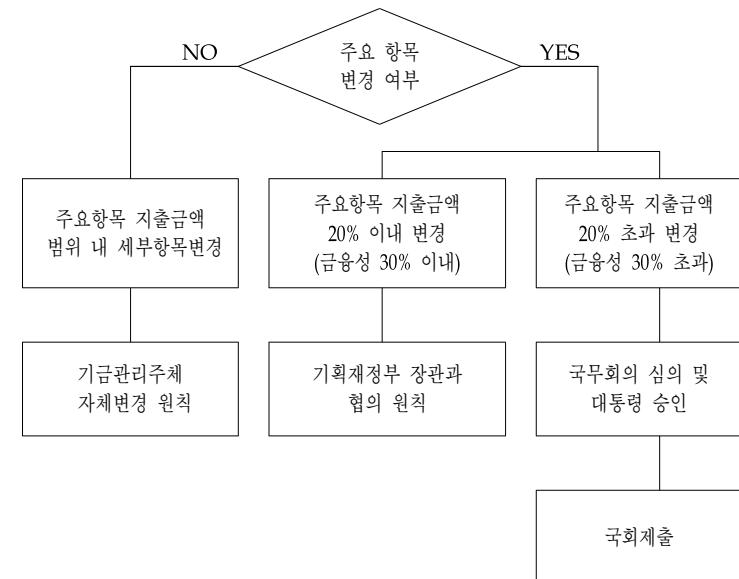 주요 항목
변경 여부
NO
YES
주요항목 지출금액
범위 내 세부항목변경
주요항목 지출금액
20% 이내 변경
(금융성 30% 이내)
주요항목 지출금액
20% 초과 변경
(금융성 30% 초과)
기금관리주체
자체변경 원칙
기획재정부 장관과
협의 원칙
국무회의 심의 및
대통령 승인
국회제출